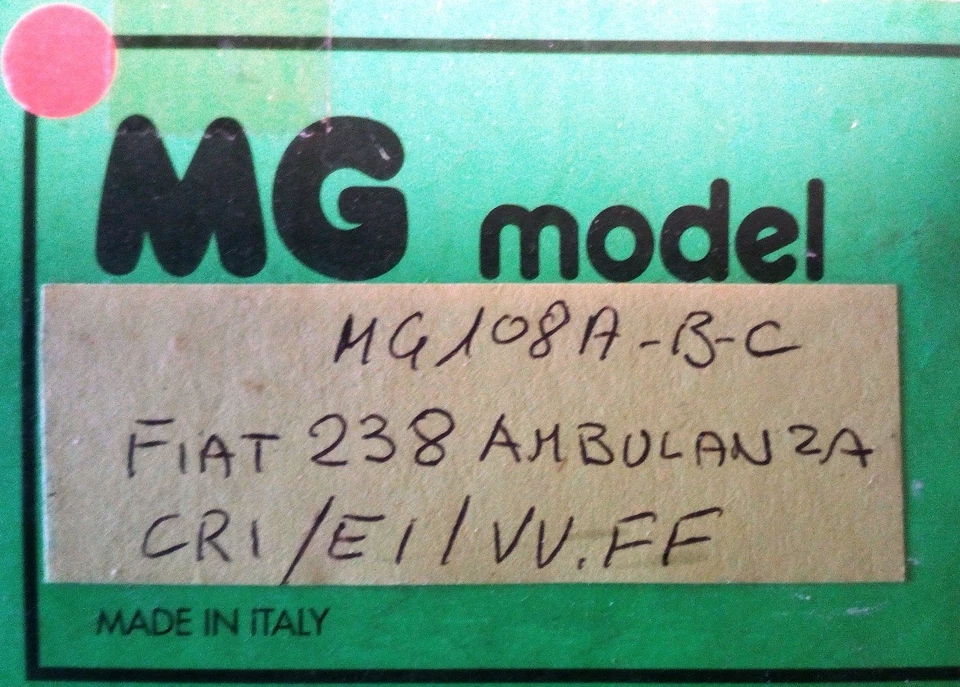 MG model
MG108A-B-C
FIAT 238 AMBULANZA
CRI/EI/VV.FF
MADE IN ITALY